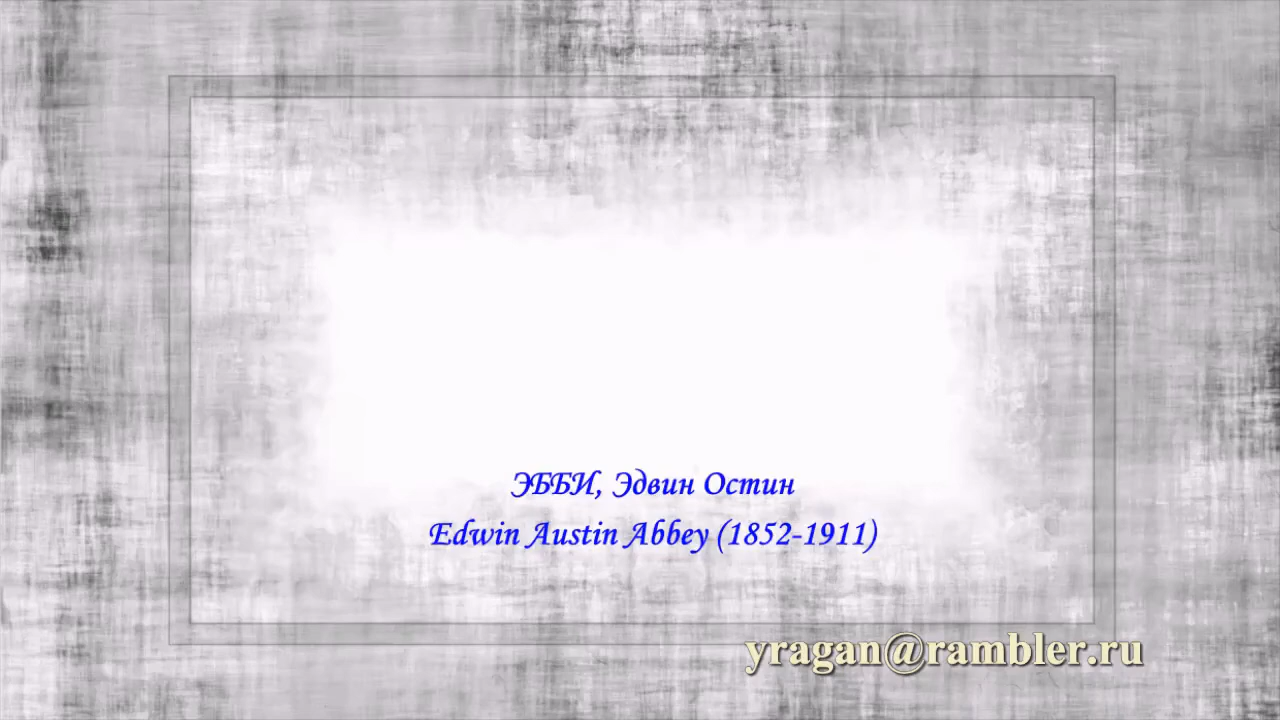 ЭББИ, Эдвин Остин
Edwin Austin Abbey (1852-1911)
yragan@rambler.ru